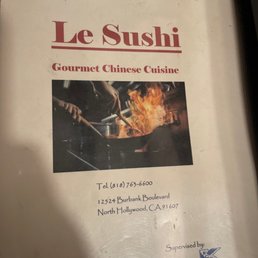 Le Sushi
Gourmet Chinese Cuisine
Tel. (818) 763-6600
12524 Burbank Boulevard
North Hollywood, CA 91607
Supervised by: